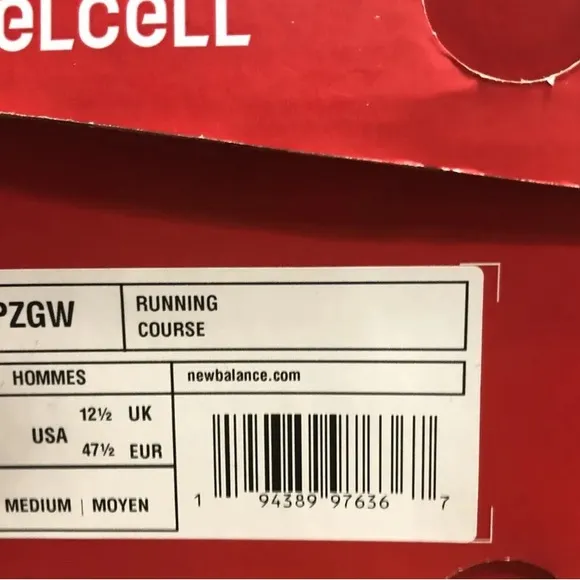 eLCeLL
PZGW
RUNNING
COURSE
HOMMES
newbalance.com
12½ UK
USA
47½ EUR
MEDIUM | MOYEN
1 94389 97636 7